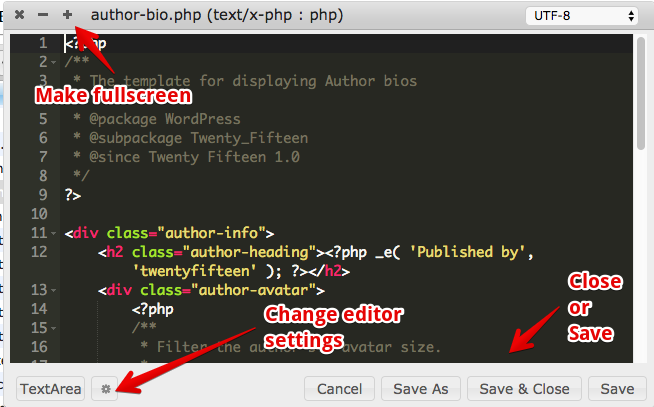 author-bio.php (text/x-php : php)
UTF-8
1 <?php
2 /**
* The template for displaying Author bios
Make fullscreen
5 * @package WordPress
6 * @subpackage Twenty_Fifteen
7 * @since Twenty Fifteen 1.0
8 */
9 ?>
10
11 <div class="author-info">
12 <h2 class="author-heading"><?php _e( 'Published by',
'twentyfifteen' ); ?></h2>
13 <div class="author-avatar">
14 <?php
15 /**
16 * Filter the author avatar size.
17 *
Change editor
settings
Close
or
Save
TextArea
Cancel
Save As
Save & Close
Save